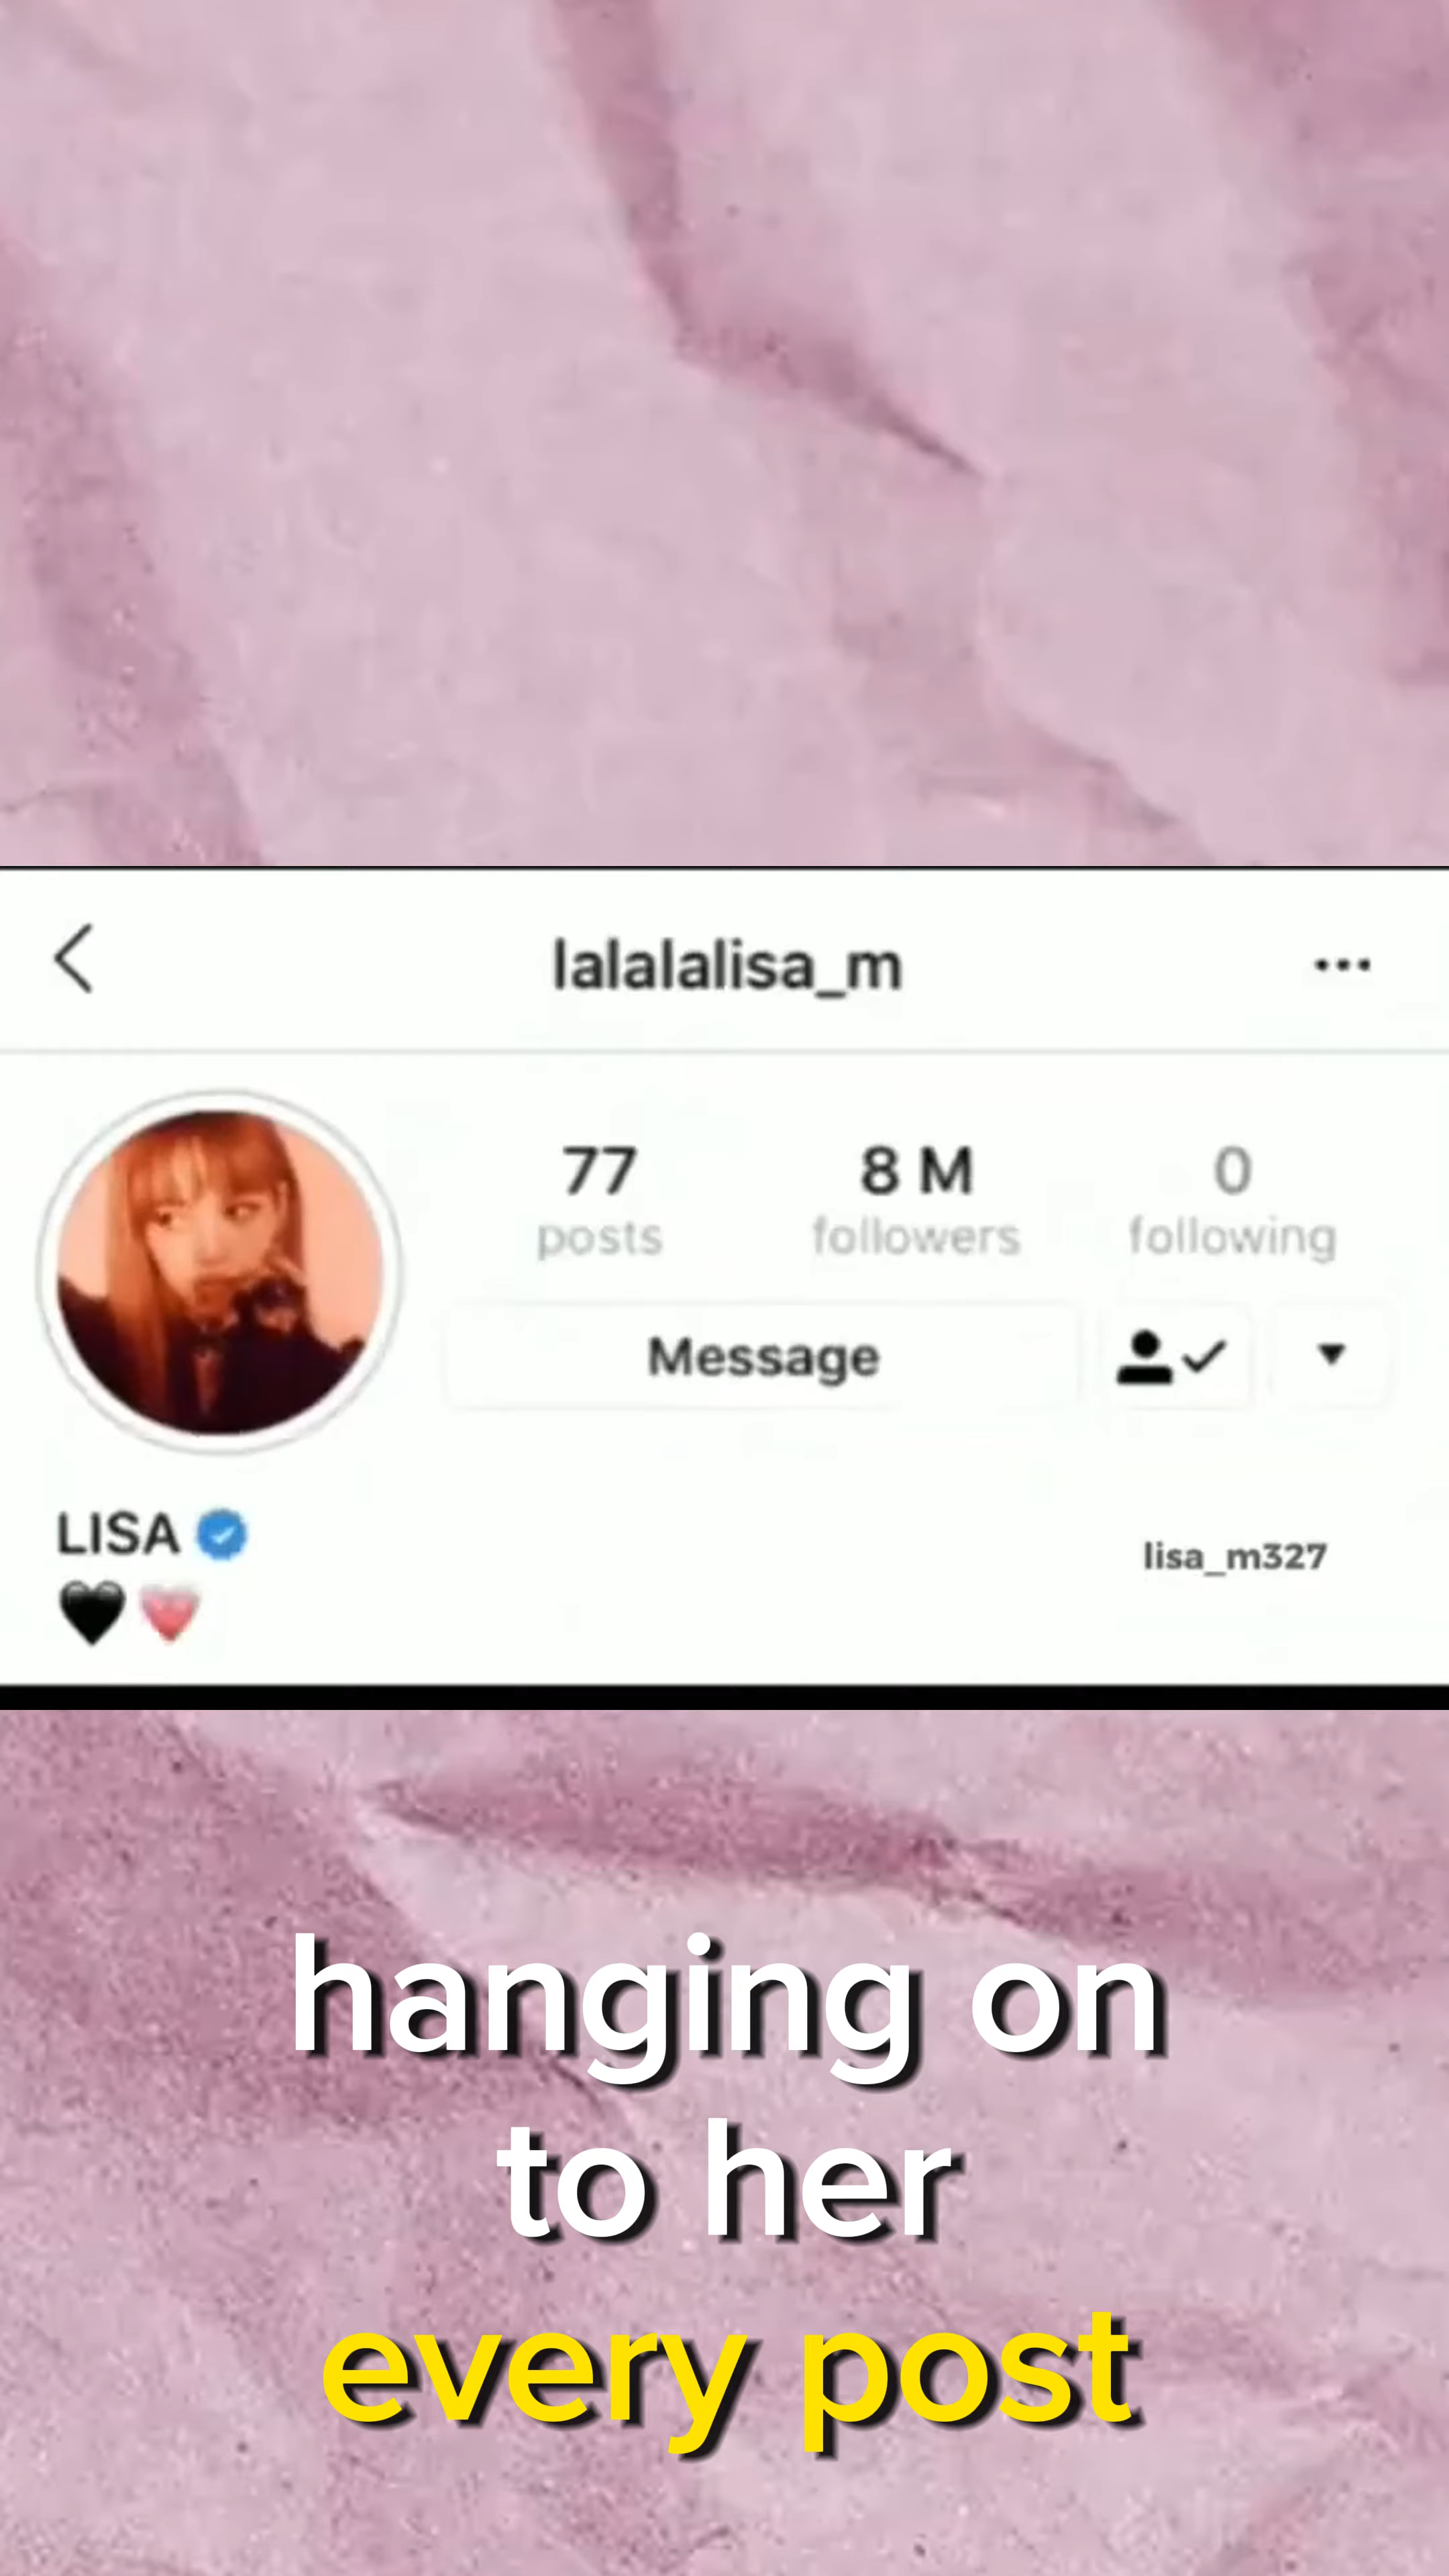 lalalalisa_m
77
8 M
0
posts
followers
following
Message
LISA
lisa_m327
🖤💗
hanging on
to her
every post